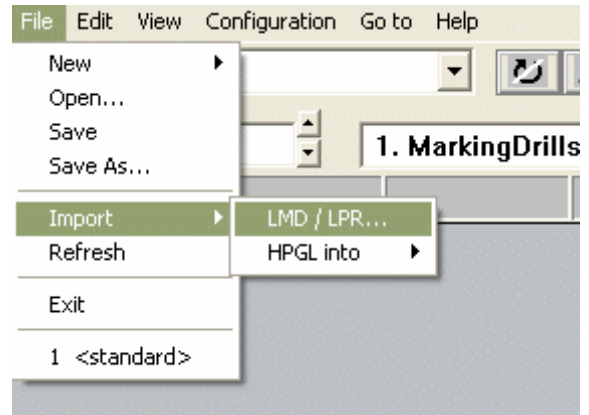 File Edit View Configuration Go to Help
New
Open...
Save
Save As...
1. MarkingDrills
Import
LMD / LPR...
Refresh
HPGL into
Exit
1 <standard>